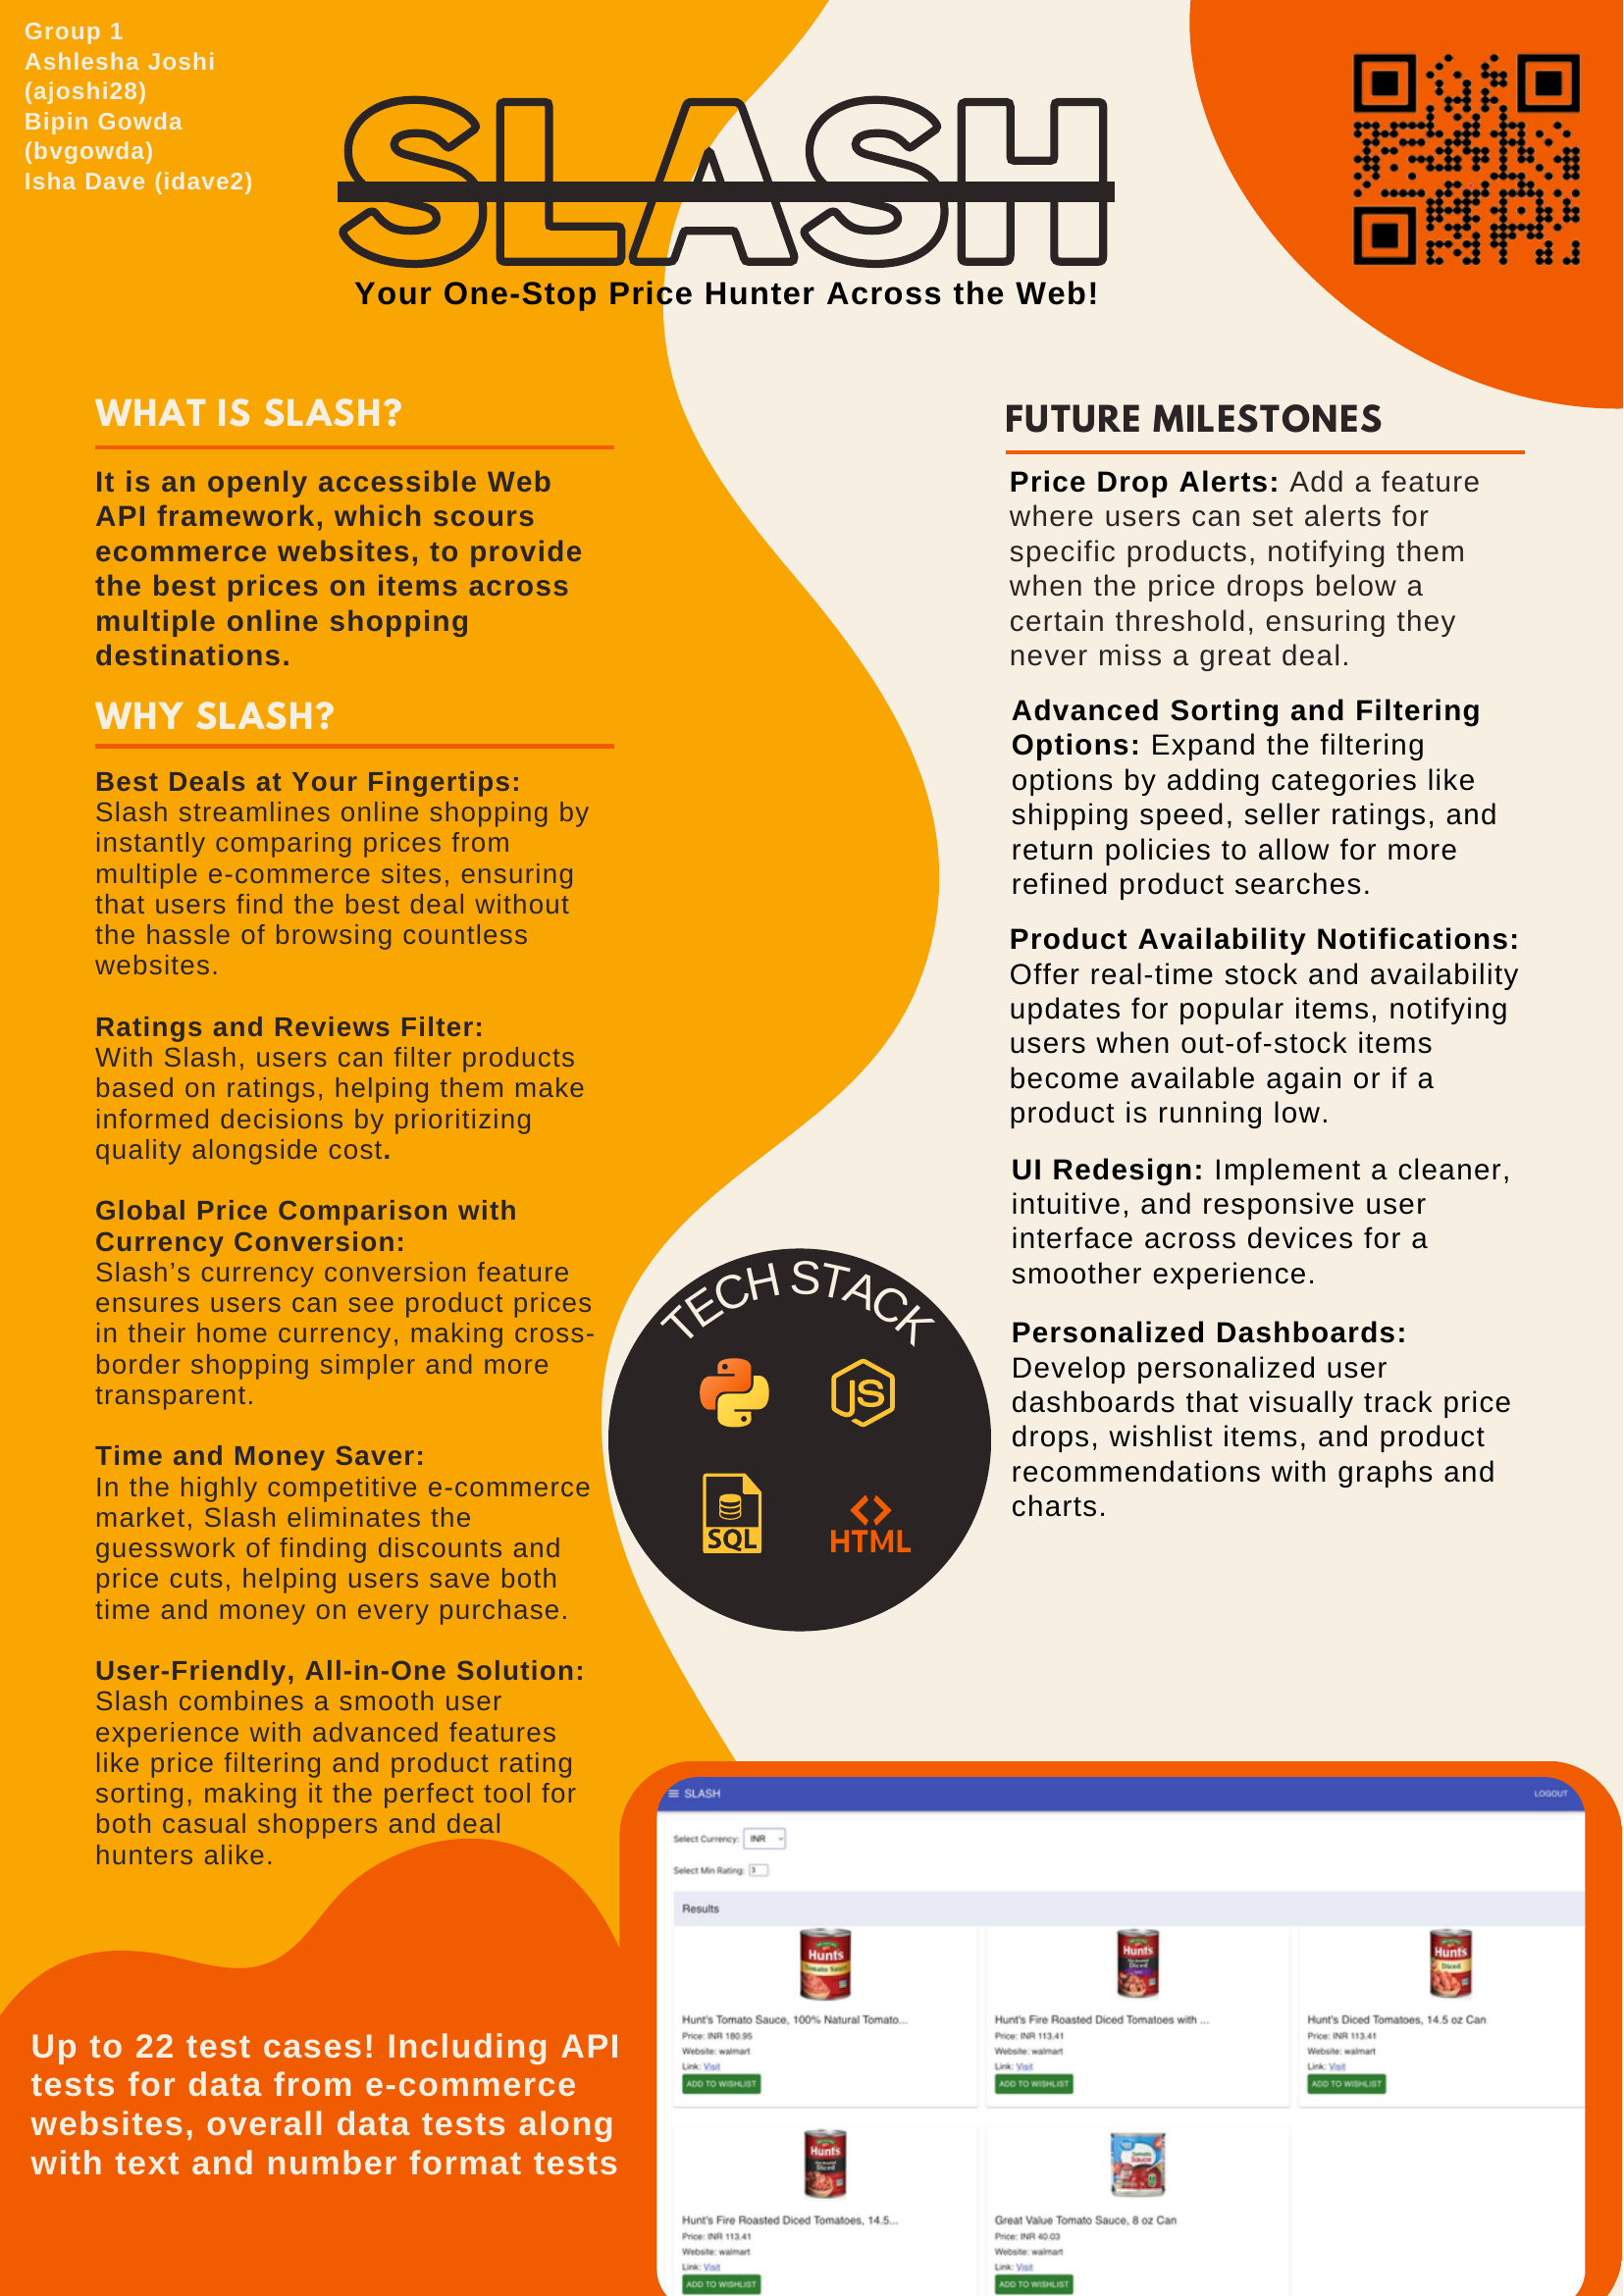 Group 1
Ashlesha Joshi
(ajoshi28)
Bipin Gowda
(bvgowda)
Isha Dave (idave2)
SLASH
Your One-Stop Price Hunter Across the Web!
WHAT IS SLASH?
It is an openly accessible Web
API framework, which scours
ecommerce websites, to provide
the best prices on items across
multiple online shopping
destinations.
WHY SLASH?
Best Deals at Your Fingertips:
Slash streamlines online shopping by
instantly comparing prices from
multiple e-commerce sites, ensuring
that users find the best deal without
the hassle of browsing countless
websites.
Ratings and Reviews Filter:
With Slash, users can filter products
based on ratings, helping them make
informed decisions by prioritizing
quality alongside cost.
Global Price Comparison with
Currency Conversion:
Slash’s currency conversion feature
ensures users can see product prices
in their home currency, making cross-
border shopping simpler and more
transparent.
Time and Money Saver:
In the highly competitive e-commerce
market, Slash eliminates the
guesswork of finding discounts and
price cuts, helping users save both
time and money on every purchase.
User-Friendly, All-in-One Solution:
Slash combines a smooth user
experience with advanced features
like price filtering and product rating
sorting, making it the perfect tool for
both casual shoppers and deal
hunters alike.
Up to 22 test cases! Including API
tests for data from e-commerce
websites, overall data tests along
with text and number format tests
TECH STACK
JS
SQL
HTML
FUTURE MILESTONES
Price Drop Alerts: Add a feature
where users can set alerts for
specific products, notifying them
when the price drops below a
certain threshold, ensuring they
never miss a great deal.
Advanced Sorting and Filtering
Options: Expand the filtering
options by adding categories like
shipping speed, seller ratings, and
return policies to allow for more
refined product searches.
Product Availability Notifications:
Offer real-time stock and availability
updates for popular items, notifying
users when out-of-stock items
become available again or if a
product is running low.
UI Redesign: Implement a cleaner,
intuitive, and responsive user
interface across devices for a
smoother experience.
Personalized Dashboards:
Develop personalized user
dashboards that visually track price
drops, wishlist items, and product
recommendations with graphs and
charts.
SLASH LOGOUT
Select Currency: INR
Select Min Rating: 3
Results
Hunt's Tomato Sauce
Hunt's Diced
Hunt's Diced
Hunt's Tomato Sauce, 100% Natural Tomato...
Price: INR 180.95
Website: walmart
Link: Visit
ADD TO WISHLIST
Hunt's Fire Roasted Diced Tomatoes with ...
Price: INR 113.41
Website: walmart
Link: Visit
ADD TO WISHLIST
Hunt's Diced Tomatoes, 14.5 oz Can
Price: INR 113.41
Website: walmart
Link: Visit
ADD TO WISHLIST
Hunt's Diced
Tomato Sauce
Hunt's Fire Roasted Diced Tomatoes, 14.5...
Price: INR 113.41
Website: walmart
Link: Visit
ADD TO WISHLIST
Great Value Tomato Sauce, 8 oz Can
Price: INR 40.03
Website: walmart
Link: Visit
ADD TO WISHLIST